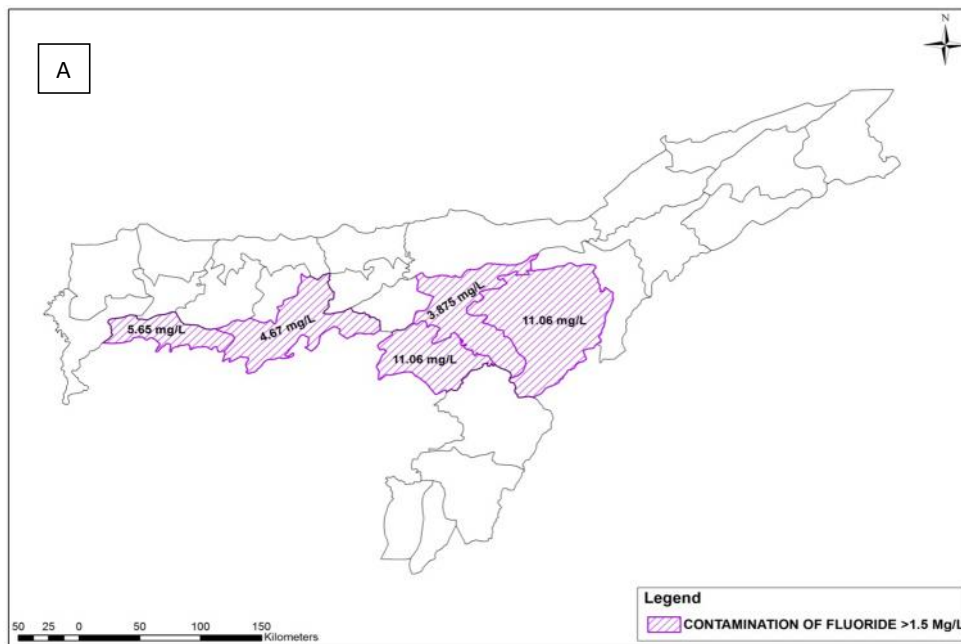 N
A
5.65 mg/L
4.67 mg/L
3.875 mg/L
11.06 mg/L
11.06 mg/L
Legend
CONTAMINATION OF FLUORIDE >1.5 Mg/L
50 25 0 50 100 150
Kilometers